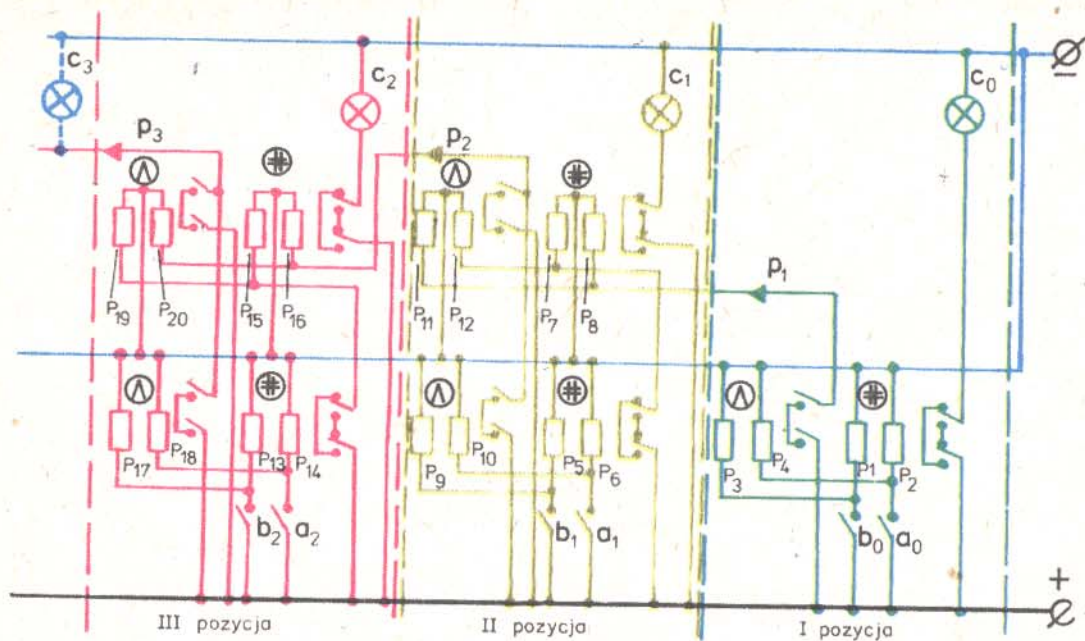 c3 c2 c1 c0
−
p3 p2
p1
P19 P20 P15 P16 P11 P12 P7 P8
P17 P18 P13 P14 P9 P10 P5 P6 P3 P4 P1 P2
b2 a2 b1 a1 b0 a0
+
III pozycja II pozycja I pozycja